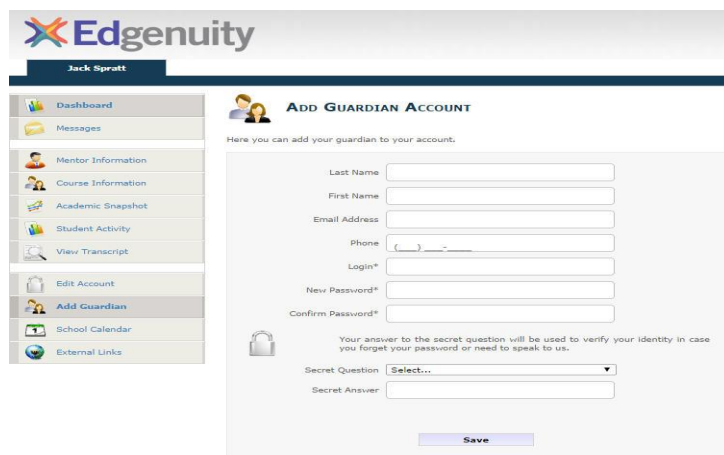 Edgenuity
Jack Spratt
Dashboard
Messages
Mentor Information
Course Information
Academic Snapshot
Student Activity
View Transcript
Edit Account
Add Guardian
School Calendar
External Links
ADD GUARDIAN ACCOUNT
Here you can add your guardian to your account.
Last Name
First Name
Email Address
Phone (___) ___-____
Login*
New Password*
Confirm Password*
Your answer to the secret question will be used to verify your identity in case
you forget your password or need to speak to us.
Secret Question Select...
Secret Answer
Save